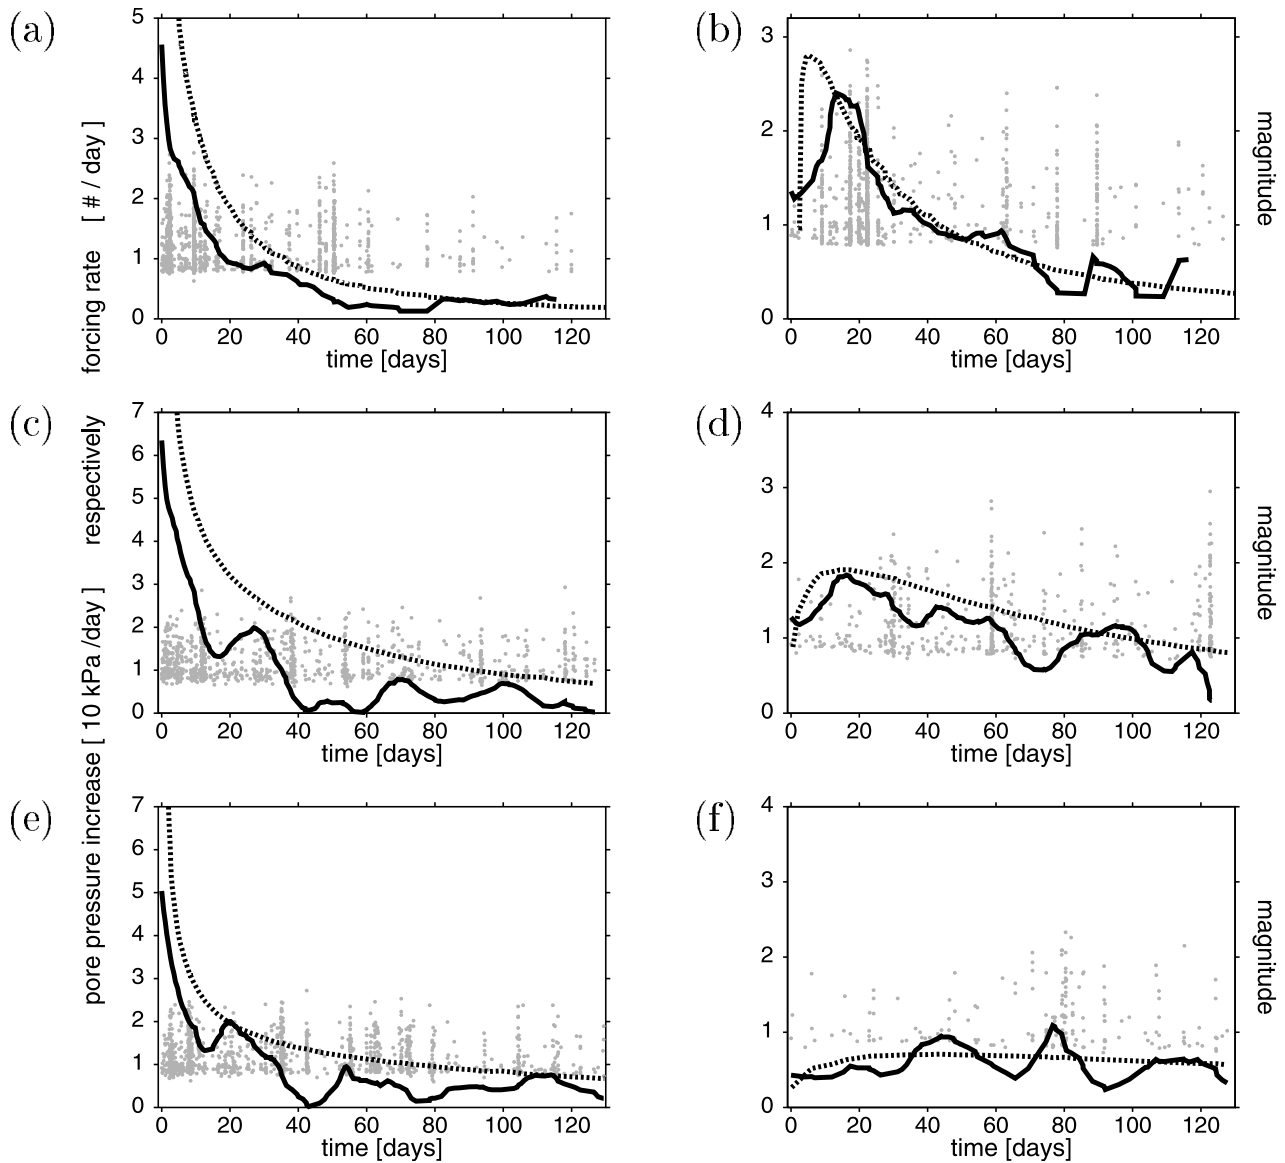 (a)
5
4
3
2
1
0
0 20 40 60 80 100 120
time [days]
(b)
3
2
1
0
0 20 40 60 80 100 120
time [days]
magnitude
forcing rate [ # / day ]
(c)
7
6
5
4
3
2
1
0
0 20 40 60 80 100 120
time [days]
(d)
4
3
2
1
0
0 20 40 60 80 100 120
time [days]
magnitude
respectively
pore pressure increase [ 10 kPa /day ]
(e)
7
6
5
4
3
2
1
0
0 20 40 60 80 100 120
time [days]
(f)
4
3
2
1
0
0 20 40 60 80 100 120
time [days]
magnitude